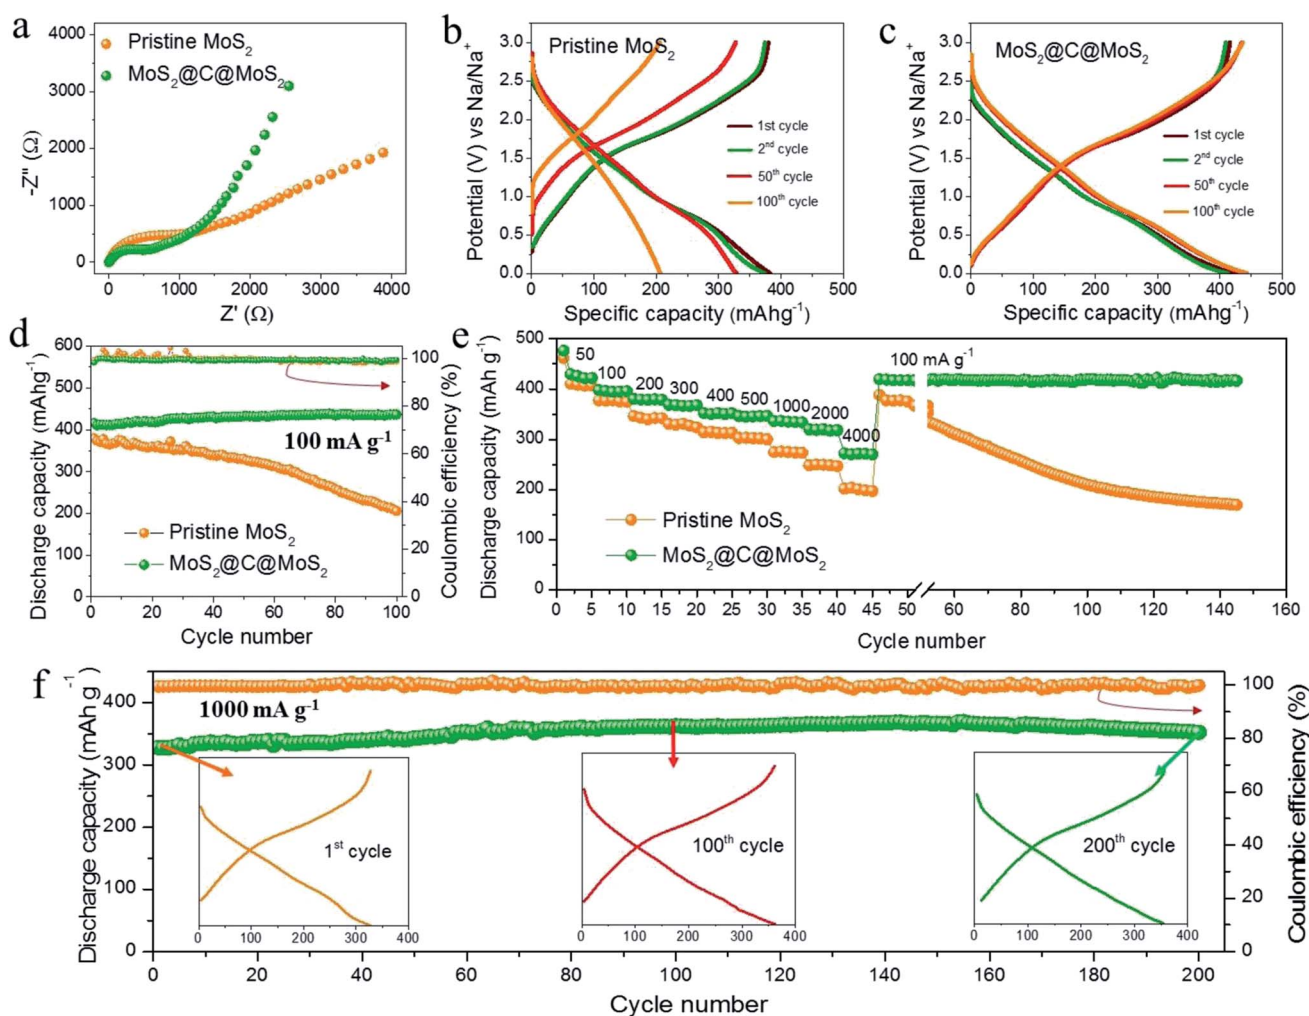 a
4000
3000
2000
1000
0
-Z" (Ω)
Pristine MoS2
MoS2@C@MoS2
0 1000 2000 3000 4000
Z' (Ω)
b
3.0
2.5
2.0
1.5
1.0
0.5
0.0
Potential (V) vs Na/Na+
Pristine MoS2
1st cycle
2nd cycle
50th cycle
100th cycle
0 100 200 300 400 500
Specific capacity (mAhg-1)
c
3.0
2.5
2.0
1.5
1.0
0.5
0.0
Potential (V) vs Na/Na+
MoS2@C@MoS2
1st cycle
2nd cycle
50th cycle
100th cycle
0 100 200 300 400 500
Specific capacity (mAhg-1)
d
600
500
400
300
200
100
0
Discharge capacity (mAhg-1)
100
80
60
40
20
0
Coulombic efficiency (%)
100 mA g-1
Pristine MoS2
MoS2@C@MoS2
0 20 40 60 80 100
Cycle number
e
500
400
300
200
100
0
Discharge capacity (mAh g-1)
50
100
200
300
400
500
1000
2000
4000
100 mA g-1
Pristine MoS2
MoS2@C@MoS2
0 5 10 15 20 25 30 35 40 45 50 60 80 100 120 140 160
Cycle number
f
400
300
200
100
0
Discharge capacity (mAh g-1)
1000 mA g-1
100
80
60
40
20
0
Coulombic efficiency (%)
1st cycle
0 100 200 300 400
100th cycle
0 100 200 300 400
200th cycle
0 100 200 300 400
0 20 40 60 80 100 120 140 160 180 200
Cycle number